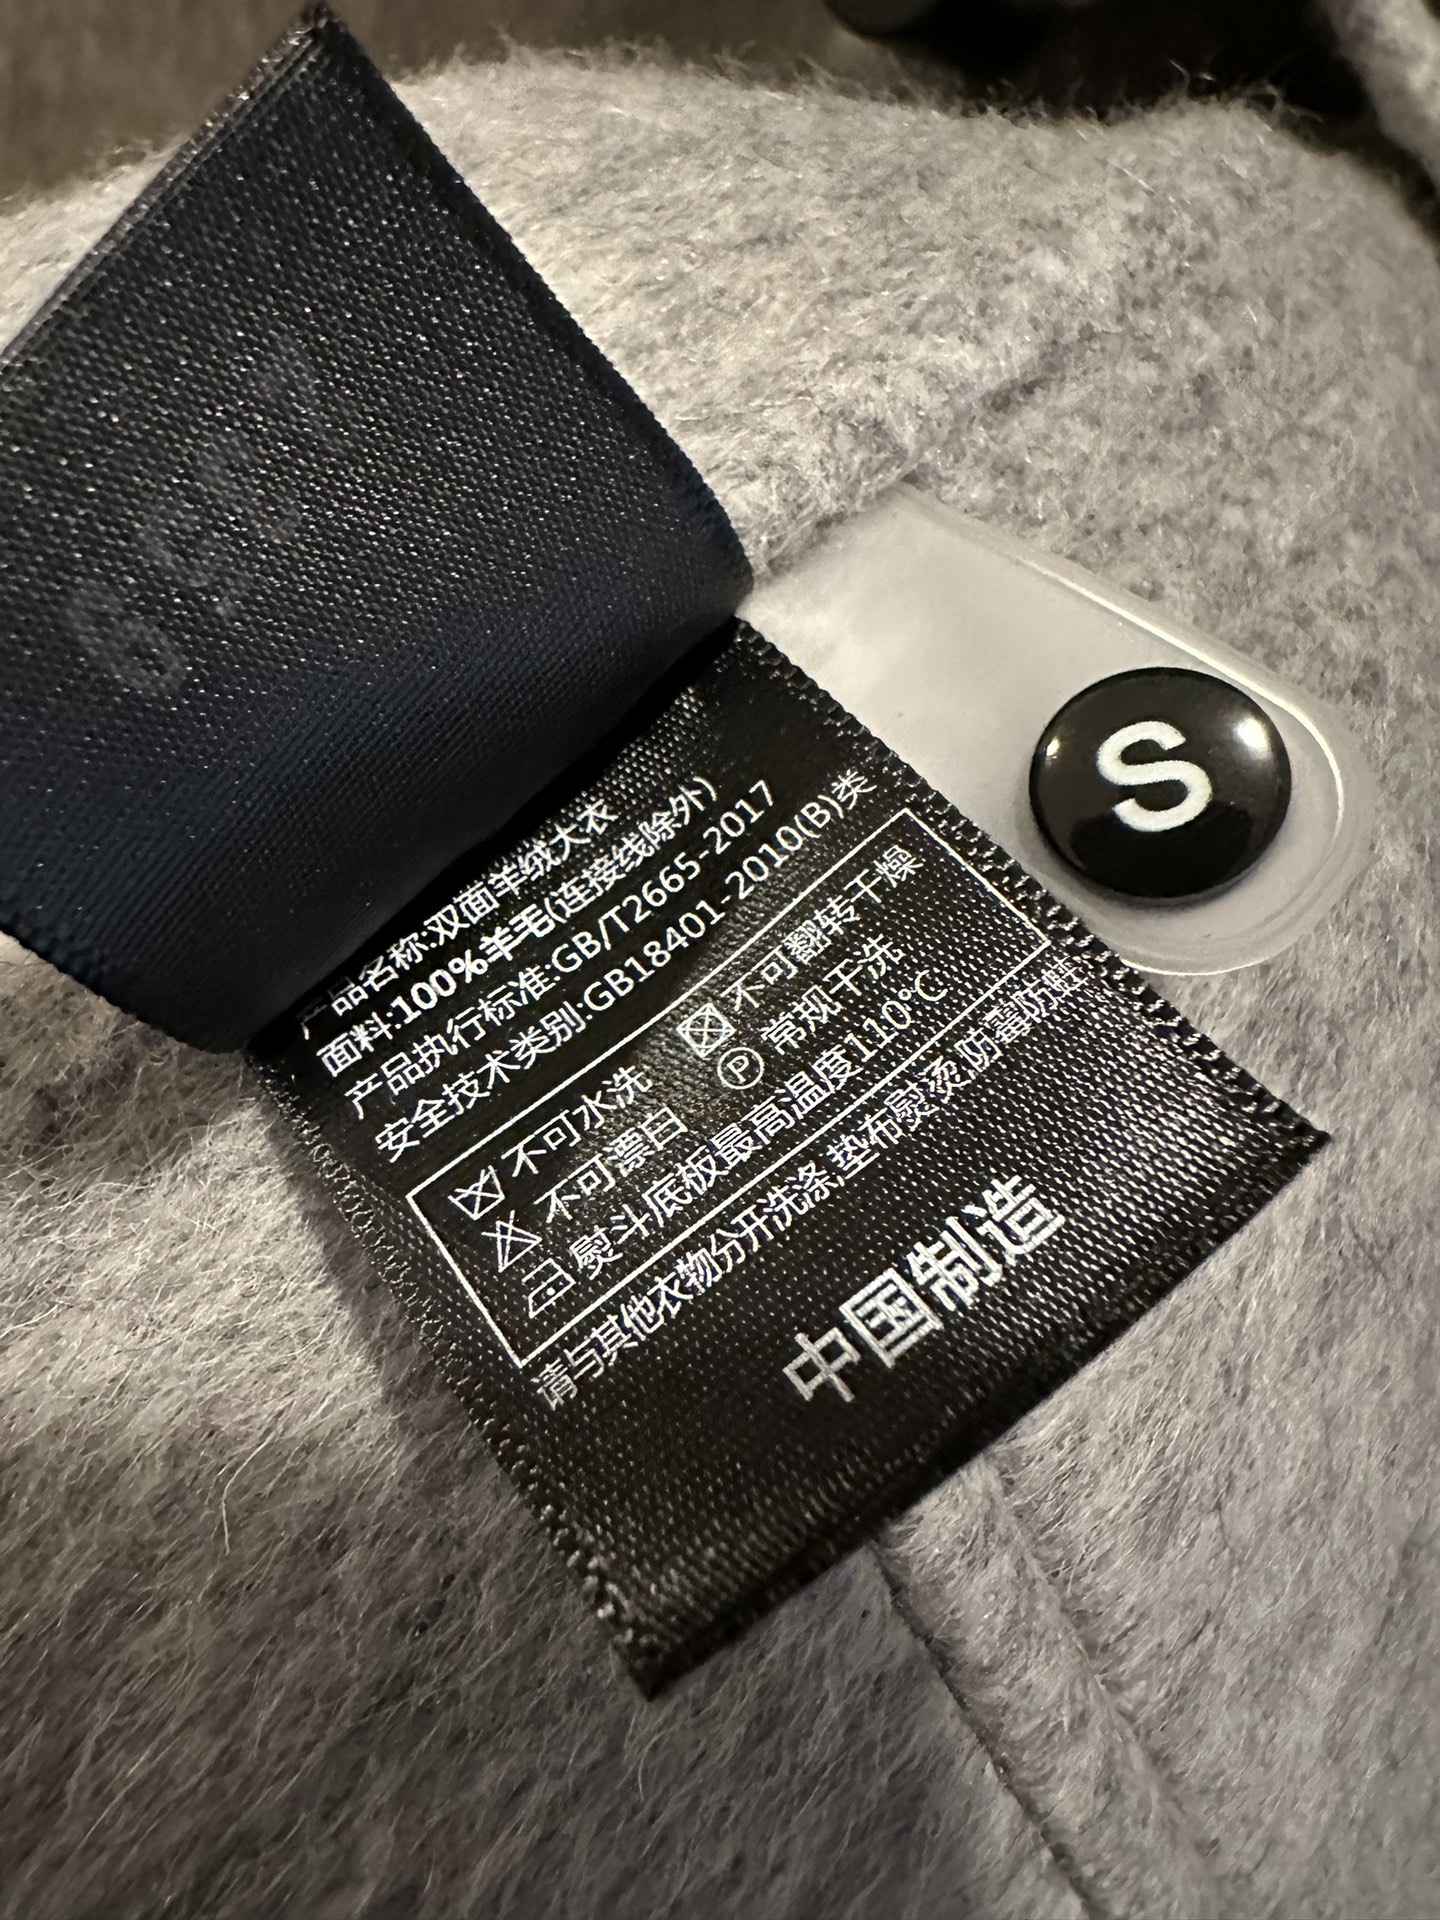 产品名称:双面羊绒大衣
面料:100%羊毛(连接线除外)
产品执行标准:GB/T2665-2017
安全技术类别:GB18401-2010(B)类
不可水洗 不可翻转干燥
不可漂白 P 常规干洗
熨斗底板最高温度110℃
请与其他衣物分开洗涤,垫布熨烫,防霉防蛀
中国制造
S